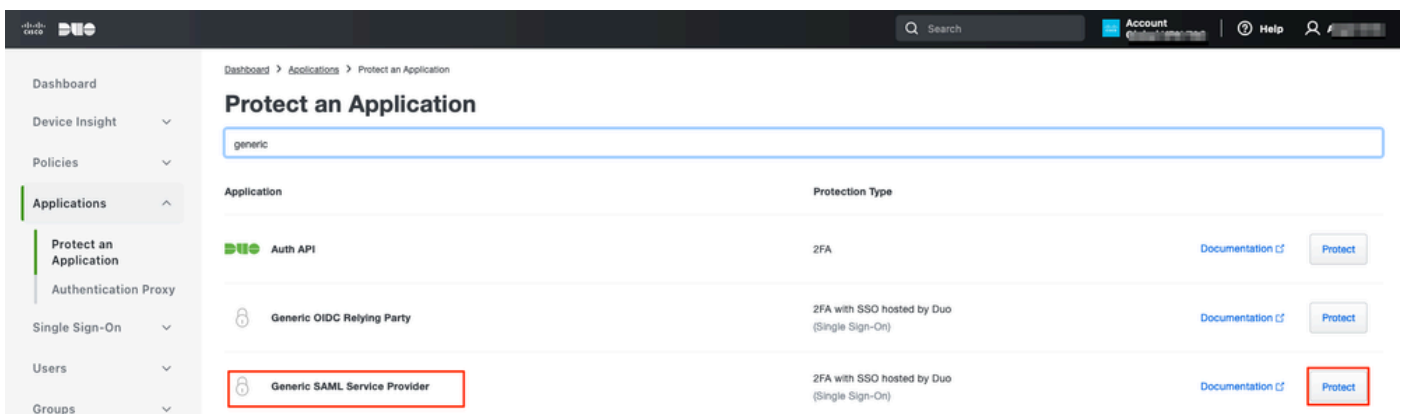 cisco DUO
Search
Account
Help
Dashboard
Device Insight
Policies
Applications
Protect an
Application
Authentication Proxy
Single Sign-On
Users
Groups
Dashboard > Applications > Protect an Application
Protect an Application
generic
Application Protection Type
DUO Auth API 2FA Documentation Protect
Generic OIDC Relying Party 2FA with SSO hosted by Duo
(Single Sign-On) Documentation Protect
Generic SAML Service Provider 2FA with SSO hosted by Duo
(Single Sign-On) Documentation Protect